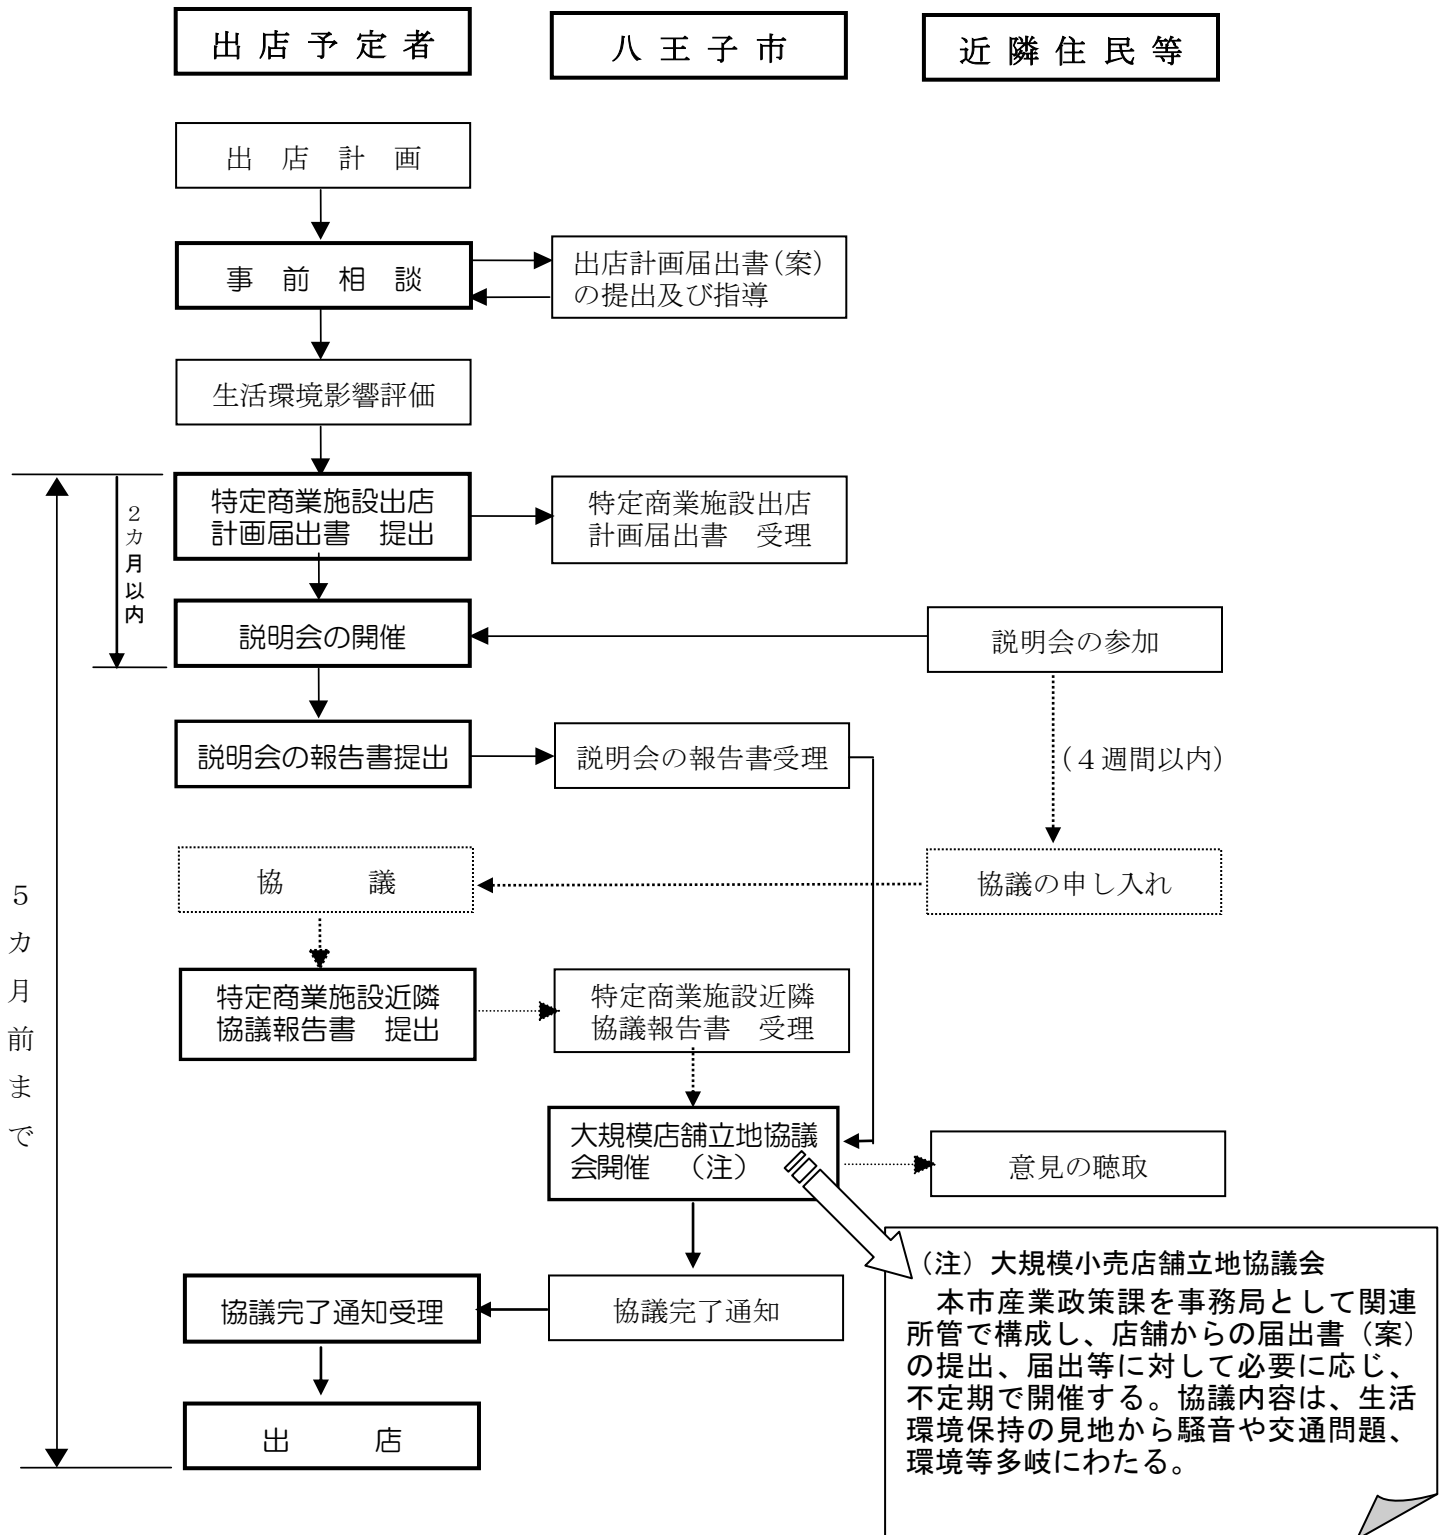 出店予定者
八王子市
近隣住民等
出店計画
事前相談
出店計画届出書(案)
の提出及び指導
生活環境影響評価
特定商業施設出店
計画届出書　提出
特定商業施設出店
計画届出書　受理
2カ月以内
説明会の開催
説明会の参加
説明会の報告書提出
説明会の報告書受理
(4週間以内)
協議
協議の申し入れ
5カ月前まで
特定商業施設近隣
協議報告書　提出
特定商業施設近隣
協議報告書　受理
大規模店舗立地協議
会開催　(注)
意見の聴取
協議完了通知受理
協議完了通知
出店
(注) 大規模小売店舗立地協議会
　本市産業政策課を事務局として関連
所管で構成し、店舗からの届出書（案）
の提出、届出等に対して必要に応じ、
不定期で開催する。協議内容は、生活
環境保持の見地から騒音や交通問題、
環境等多岐にわたる。